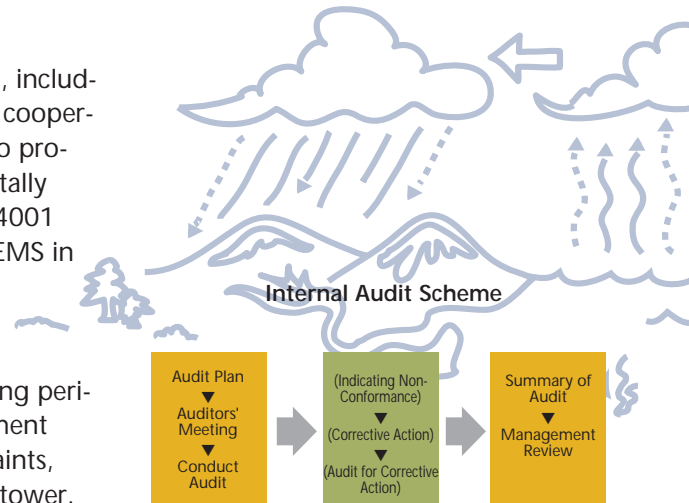 , includ-
cooper-
o pro-
tally
4001
EMS in
ng peri-
ment
aints,
tower.
Internal Audit Scheme
Audit Plan
▼
Auditors'
Meeting
▼
Conduct
Audit
(Indicating Non-
Conformance)
▼
(Corrective Action)
▼
(Audit for Corrective
Action)
Summary of
Audit
▼
Management
Review